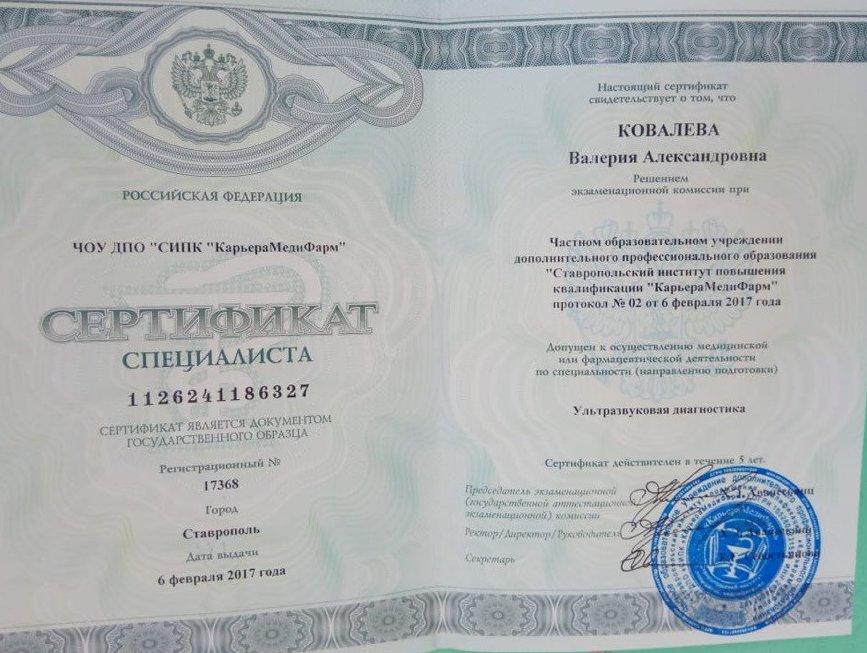 РОССИЙСКАЯ ФЕДЕРАЦИЯ
ЧОУ ДПО "СИПК "КарьераМедиФарм"
СЕРТИФИКАТ
СПЕЦИАЛИСТА
1126241186327
СЕРТИФИКАТ ЯВЛЯЕТСЯ ДОКУМЕНТОМ
ГОСУДАРСТВЕННОГО ОБРАЗЦА
Регистрационный №
17368
Город
Ставрополь
Дата выдачи
6 февраля 2017 года
Настоящий сертификат
свидетельствует о том, что
КОВАЛЕВА
Валерия Александровна
Решением
экзаменационной комиссии при
Частном образовательном учреждении
дополнительного профессионального образования
"Ставропольский институт повышения
квалификации "КарьераМедиФарм"
протокол № 02 от 6 февраля 2017 года
Допущен к осуществлению медицинской
или фармацевтической деятельности
по специальности (направлению подготовки)
Ультразвуковая диагностика
Сертификат действителен в течение 5 лет.
Председатель экзаменационной
(государственной аттестационной
экзаменационной) комиссии
Ректор/Директор/Руководитель
Секретарь